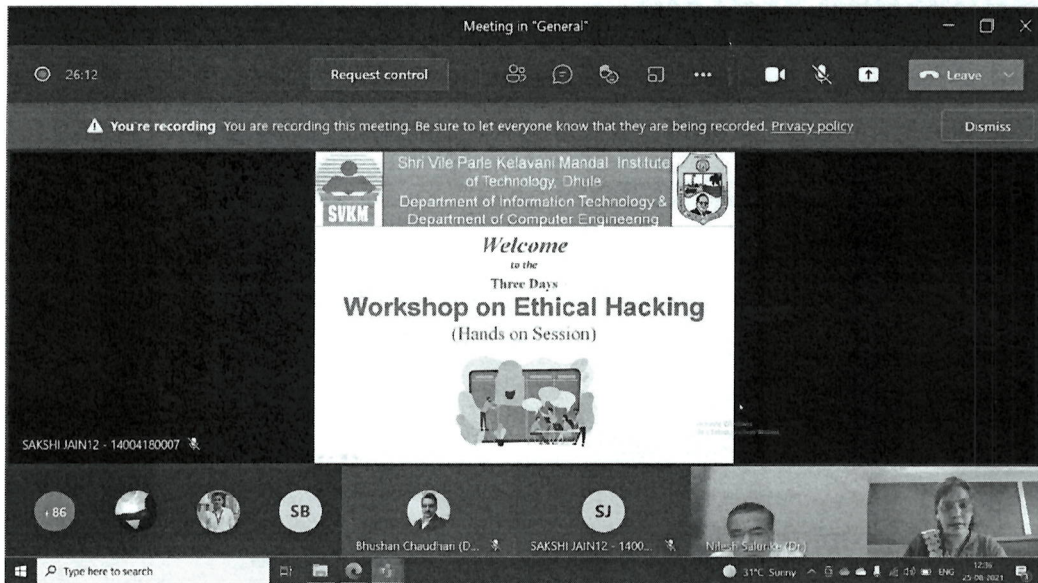 Meeting in "General"
26:12
Request control
Leave
You're recording You are recording this meeting. Be sure to let everyone know that they are being recorded. Privacy policy
Dismiss
SVKM
Shri Vile Parle Kelavani Mandal Institute
of Technology, Dhule
Department of Information Technology &
Department of Computer Engineering
Welcome
to the
Three Days
Workshop on Ethical Hacking
(Hands on Session)
SAKSHI JAIN12 - 14004180007
+86
SB
Bhushan Chaudhari (D...
SJ
SAKSHI JAIN12 - 1400...
Nilesh Salunke (Dr)
Type here to search
31°C Sunny
ENG
12:36
25-08-2021